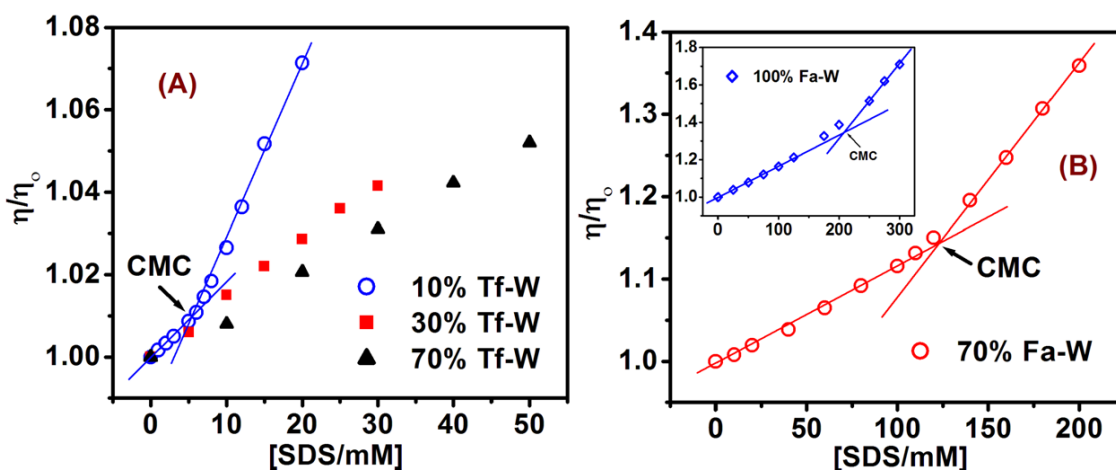 (A)
η/ηₒ
1.08
1.06
1.04
1.02
1.00
CMC
10% Tf-W
30% Tf-W
70% Tf-W
0 10 20 30 40 50
[SDS/mM]
(B)
η/ηₒ
1.4
1.3
1.2
1.1
1.0
1.8
1.6
1.4
1.2
1.0
100% Fa-W
CMC
0 100 200 300
CMC
70% Fa-W
0 50 100 150 200
[SDS/mM]